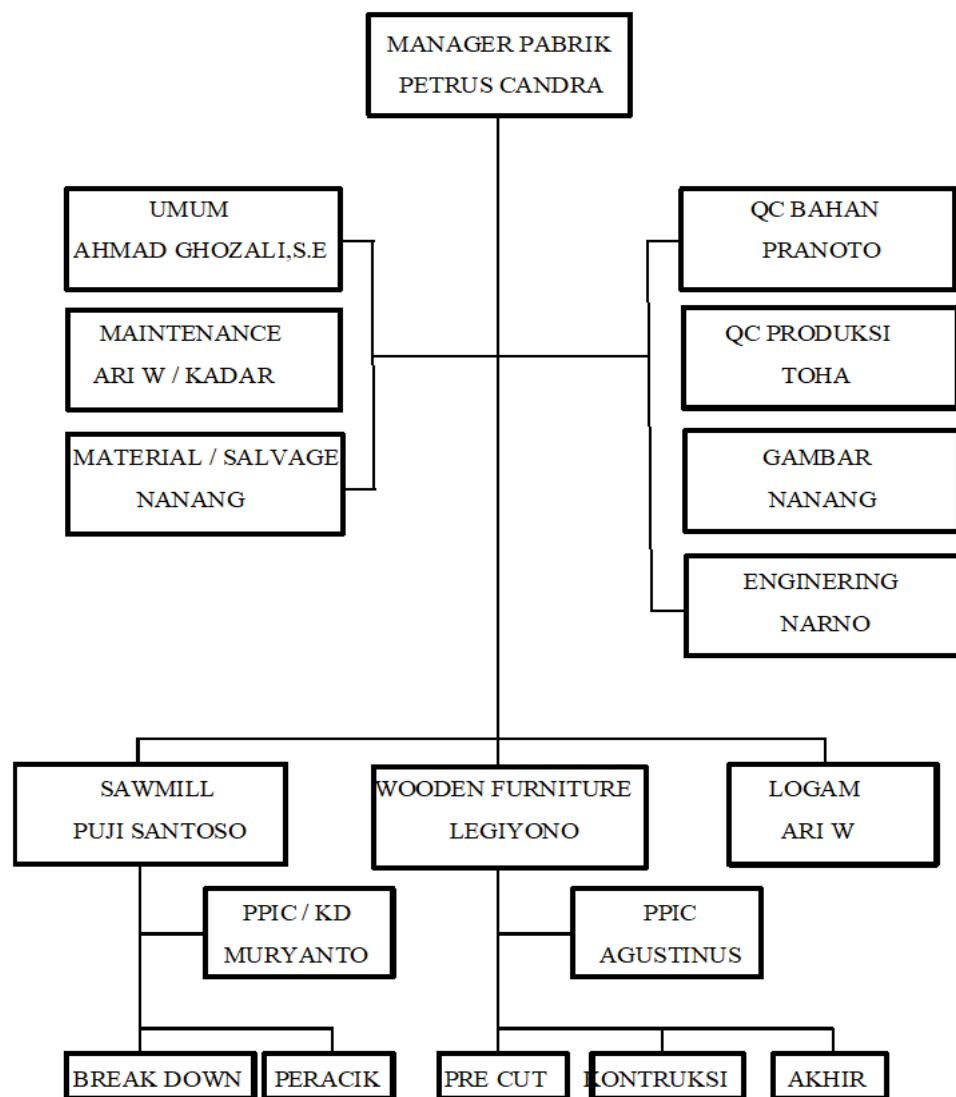 MANAGER PABRIK
PETRUS CANDRA
UMUM
AHMAD GHOZALI,S.E
MAINTENANCE
ARI W / KADAR
MATERIAL / SALVAGE
NANANG
QC BAHAN
PRANOTO
QC PRODUKSI
TOHA
GAMBAR
NANANG
ENGINERING
NARNO
SAWMILL
PUJI SANTOSO
WOODEN FURNITURE
LEGIYONO
LOGAM
ARI W
PPIC / KD
MURYANTO
PPIC
AGUSTINUS
BREAK DOWN
PERACIK
PRE CUT
KONTRUKSI
AKHIR